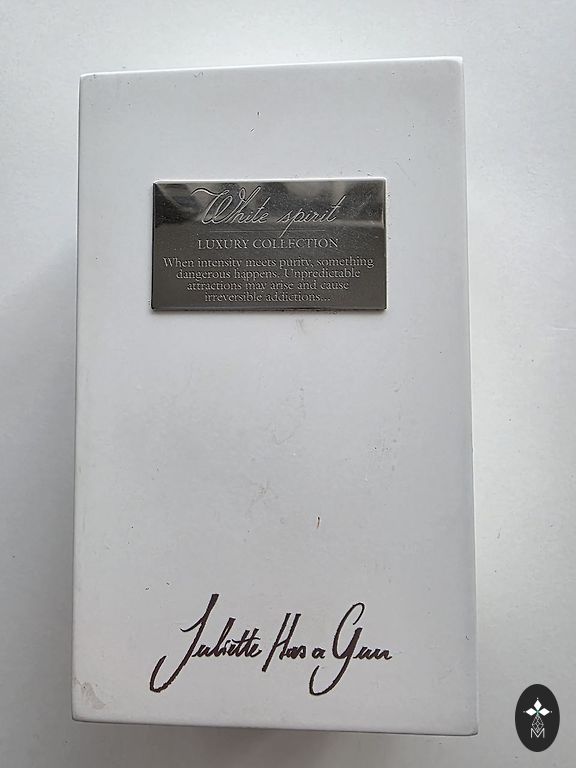 White spirit
LUXURY COLLECTION
When intensity meets purity, something
dangerous happens. Unpredictable
attractions may arise and cause
irreversible addictions...
Juliette Has a Gun
M